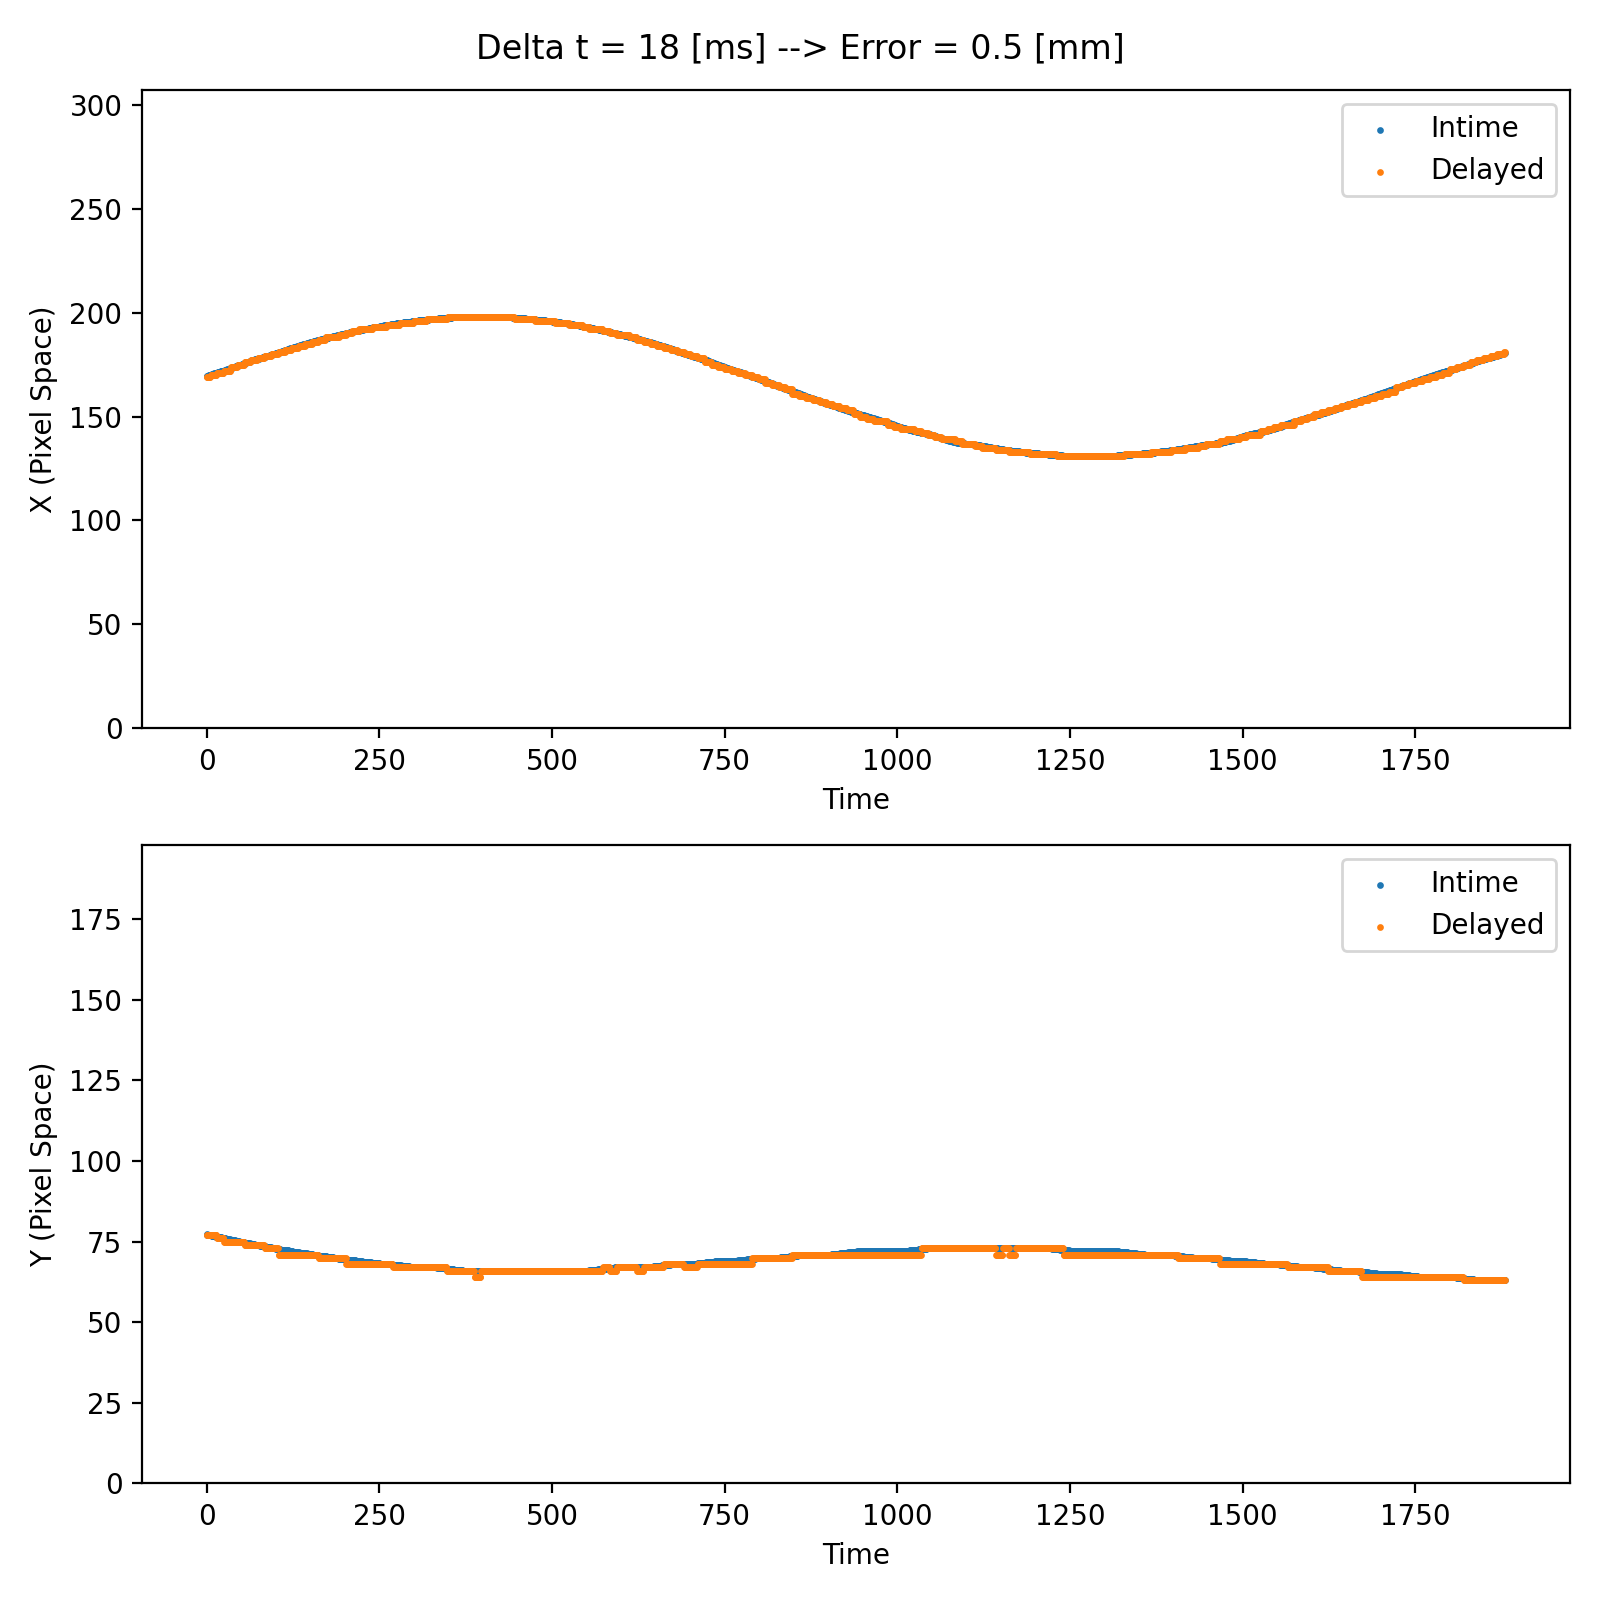 Delta t = 18 [ms] --> Error = 0.5 [mm]
300
250
200
150
100
50
0
X (Pixel Space)
Intime
Delayed
0 250 500 750 1000 1250 1500 1750
Time
175
150
125
100
75
50
25
0
Y (Pixel Space)
Intime
Delayed
0 250 500 750 1000 1250 1500 1750
Time